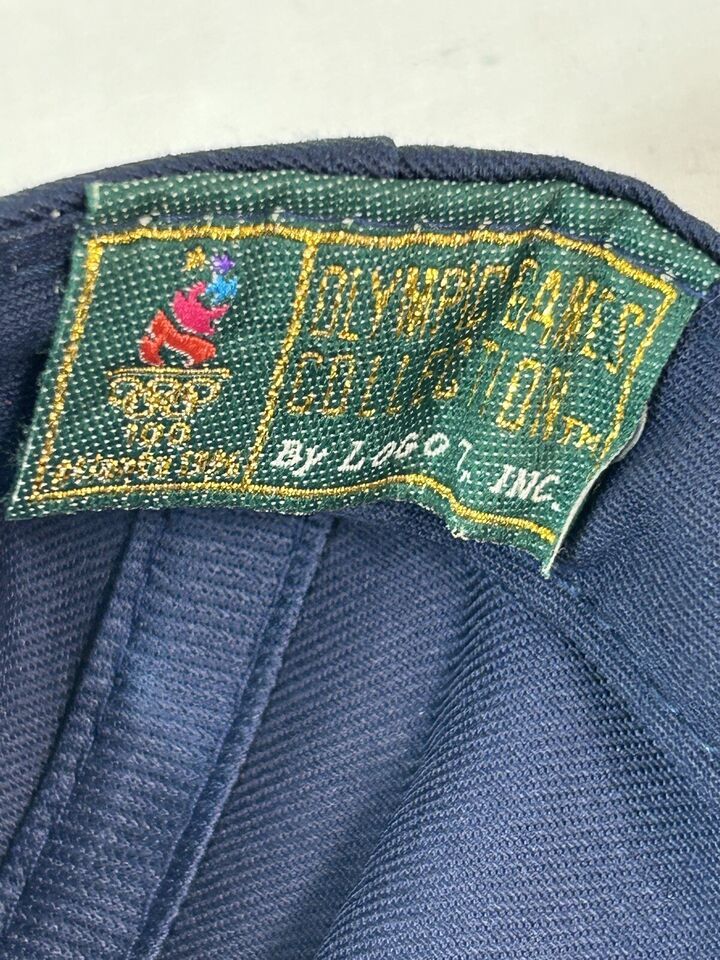 100
OLYMPIC GAMES
COLLECTION™
BY LOGO 7, INC.